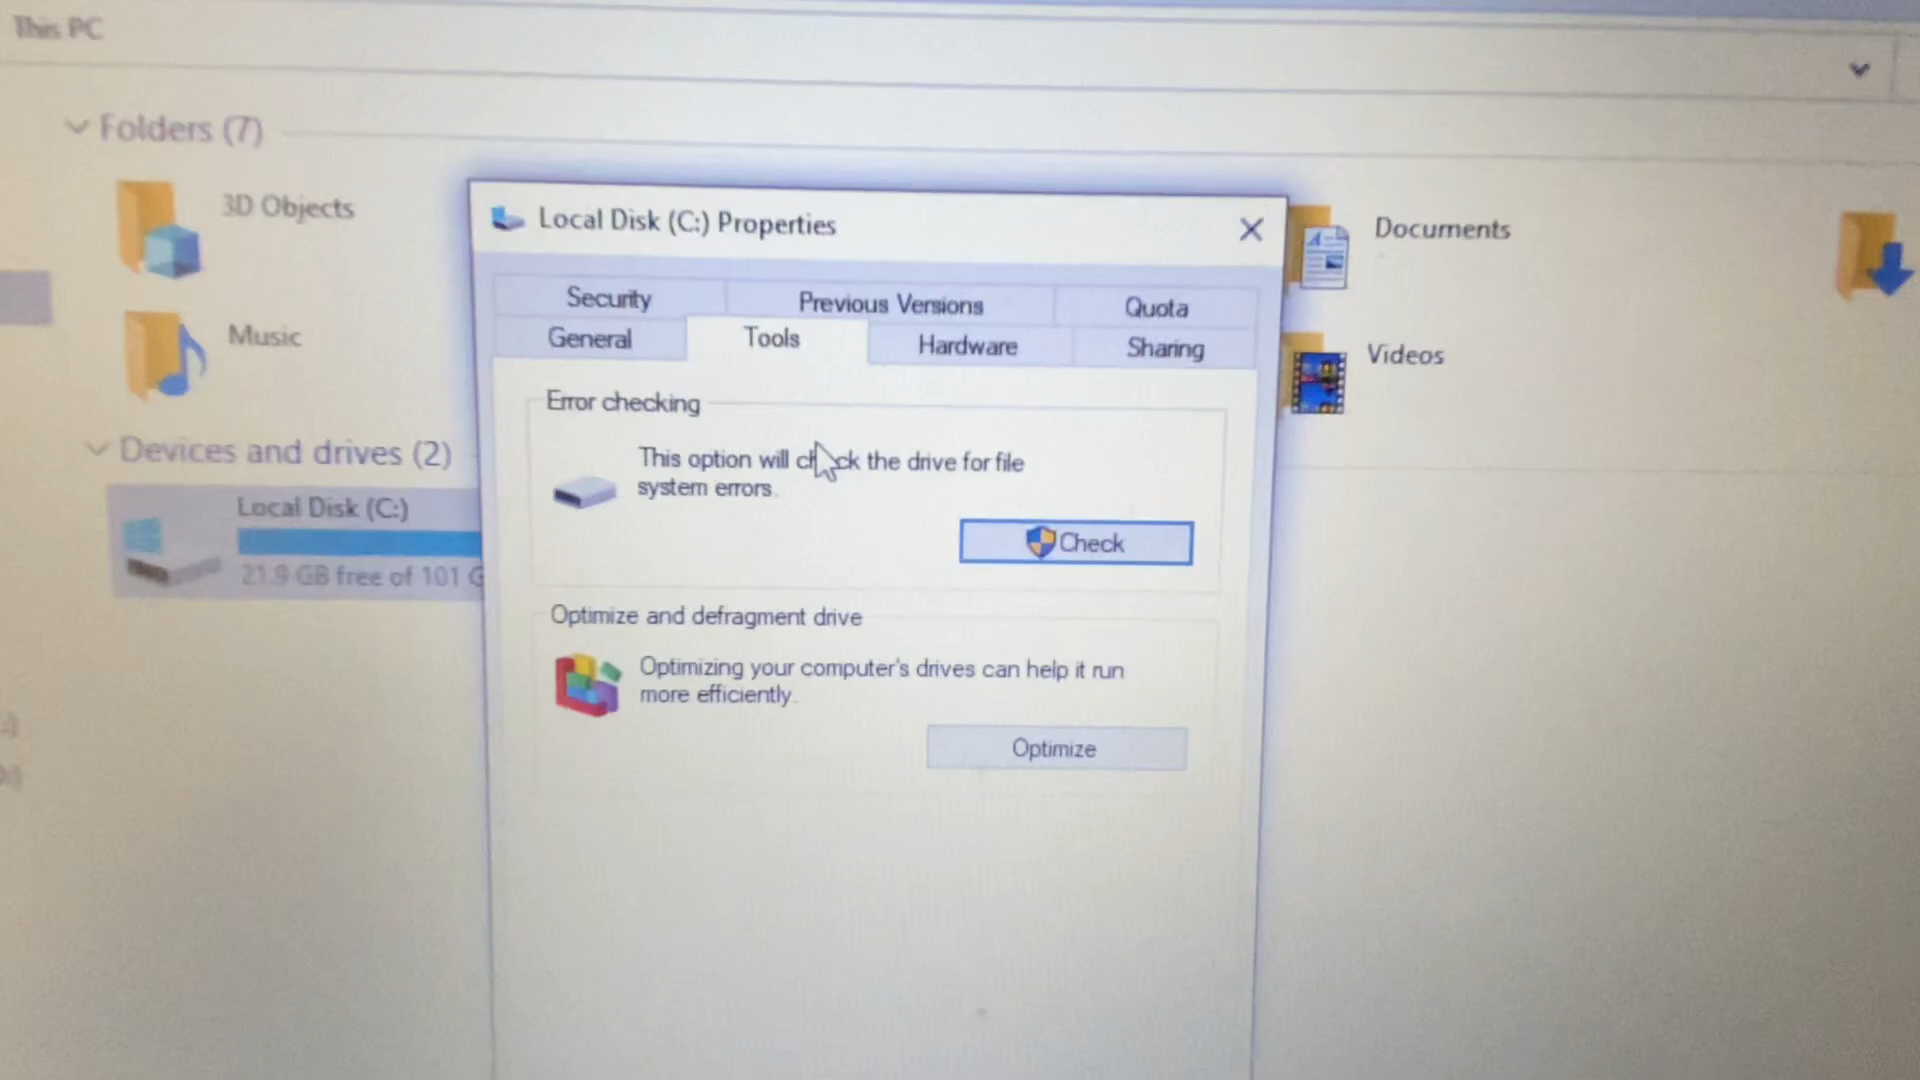 This PC
Folders (7)
3D Objects
Documents
Music
Videos
Devices and drives (2)
Local Disk (C:)
21.9 GB free of 101 G
Local Disk (C:) Properties
Security
Previous Versions
Quota
General
Tools
Hardware
Sharing
Error checking
This option will check the drive for file
system errors.
Check
Optimize and defragment drive
Optimizing your computer's drives can help it run
more efficiently.
Optimize